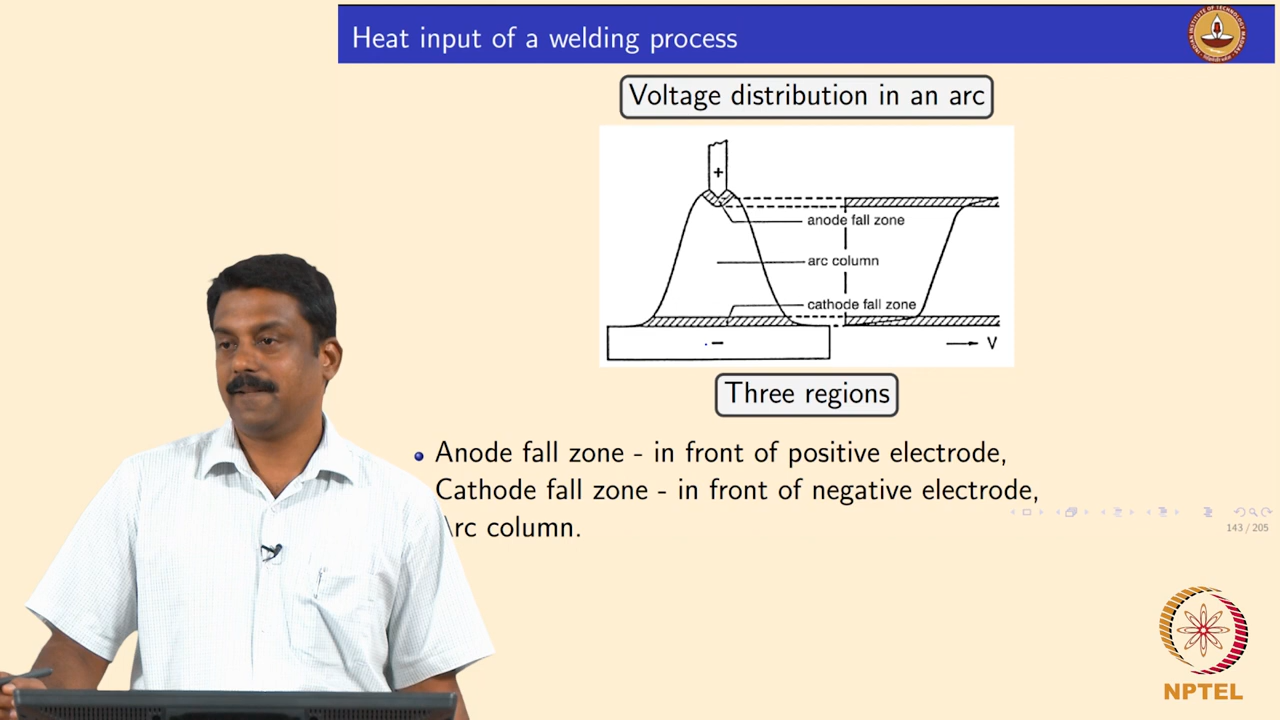 Heat input of a welding process
Voltage distribution in an arc
+
anode fall zone
arc column
cathode fall zone
−
V
Three regions
Anode fall zone - in front of positive electrode,
Cathode fall zone - in front of negative electrode,
Arc column.
143 / 205
NPTEL